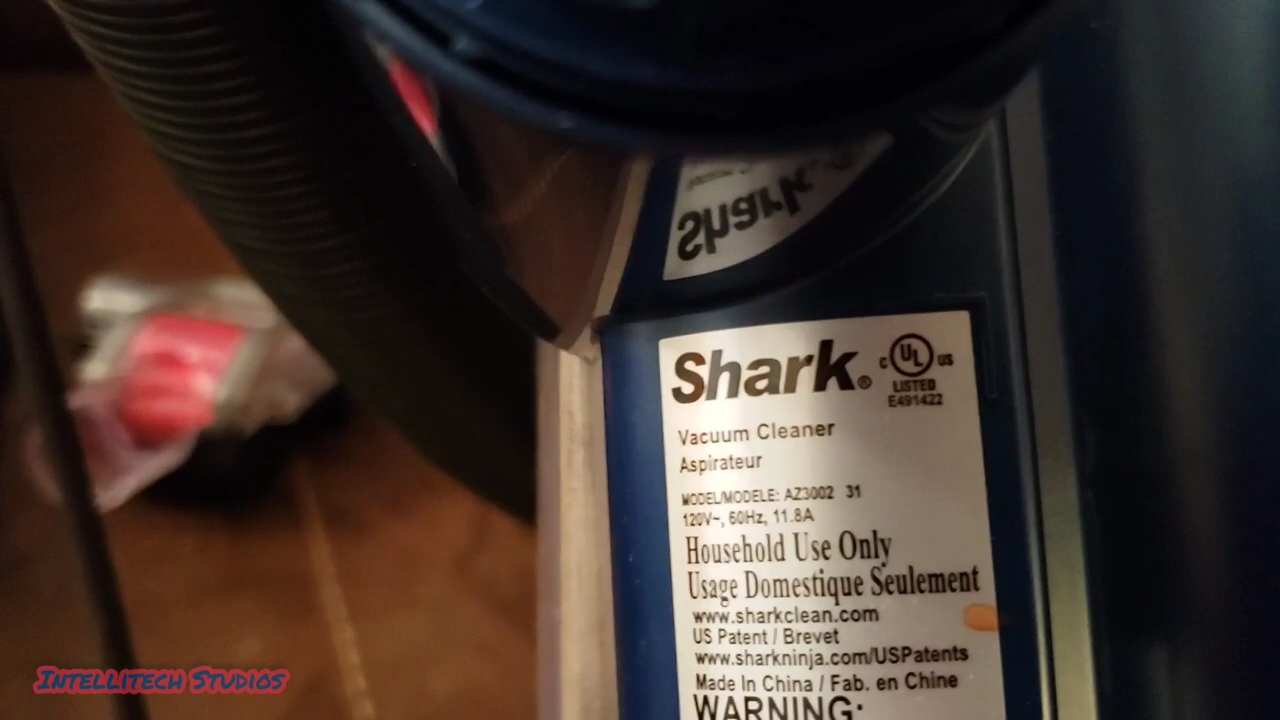 Shark
Shark®
c UL US
LISTED
E491422
Vacuum Cleaner
Aspirateur
MODEL/MODELE: AZ3002 31
120V~, 60Hz, 11.8A
Household Use Only
Usage Domestique Seulement
www.sharkclean.com
US Patent / Brevet
www.sharkninja.com/USPatents
Made In China / Fab. en Chine
WARNING:
INTELLITECH STUDIOS